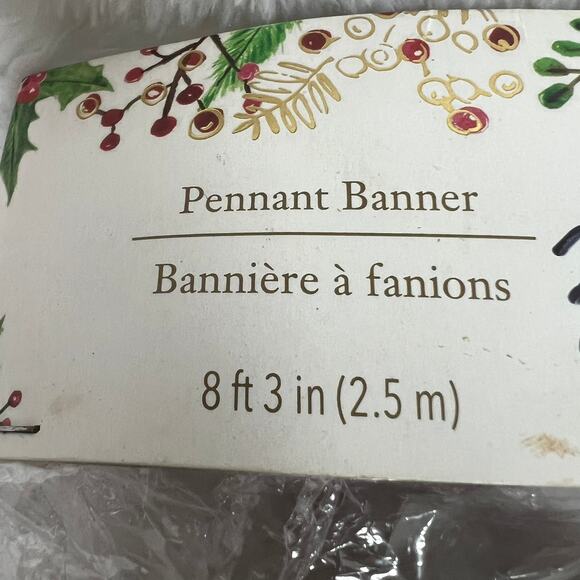 Pennant Banner
Bannière à fanions
8 ft 3 in (2.5 m)